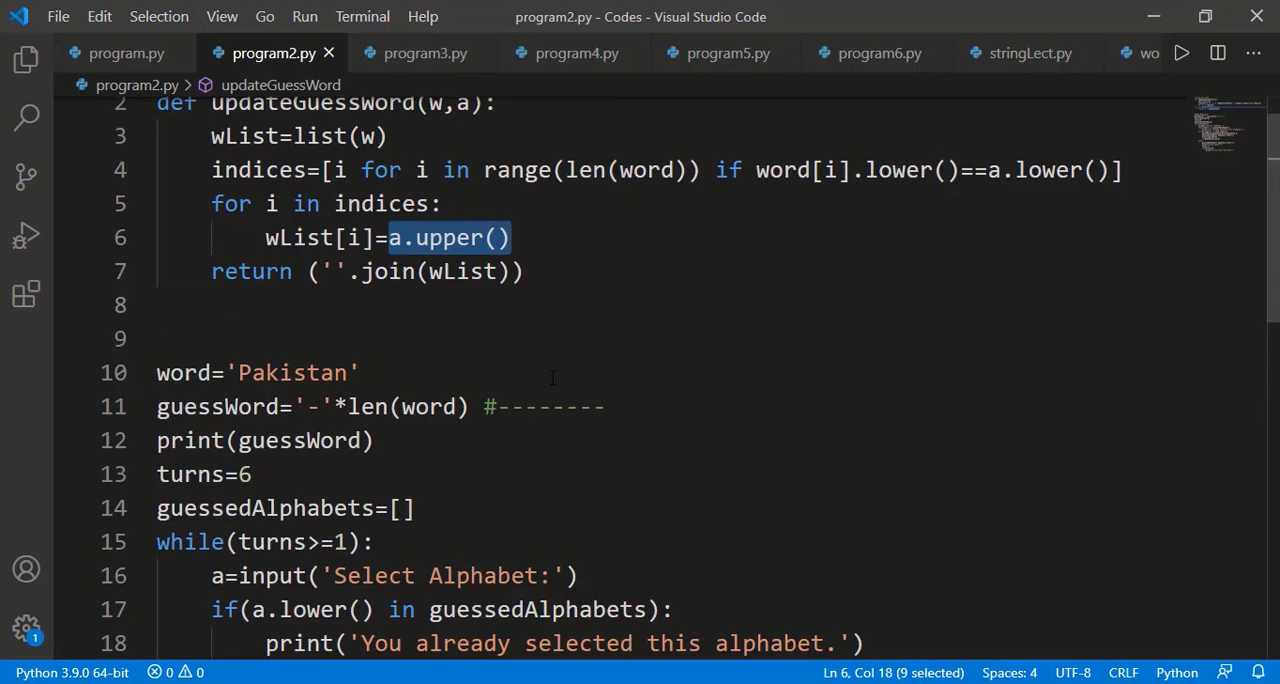 File Edit Selection View Go Run Terminal Help program2.py - Codes - Visual Studio Code
program.py program2.py program3.py program4.py program5.py program6.py stringLect.py wo
program2.py > updateGuessWord
2 def updateGuessWord(w,a):
3 wList=list(w)
4 indices=[i for i in range(len(word)) if word[i].lower()==a.lower()]
5 for i in indices:
6 wList[i]=a.upper()
7 return (''.join(wList))
8
9
10 word='Pakistan'
11 guessWord='-'*len(word) #--------
12 print(guessWord)
13 turns=6
14 guessedAlphabets=[]
15 while(turns>=1):
16 a=input('Select Alphabet:')
17 if(a.lower() in guessedAlphabets):
18 print('You already selected this alphabet.')
1
Python 3.9.0 64-bit 0 0 Ln 6, Col 18 (9 selected) Spaces: 4 UTF-8 CRLF Python